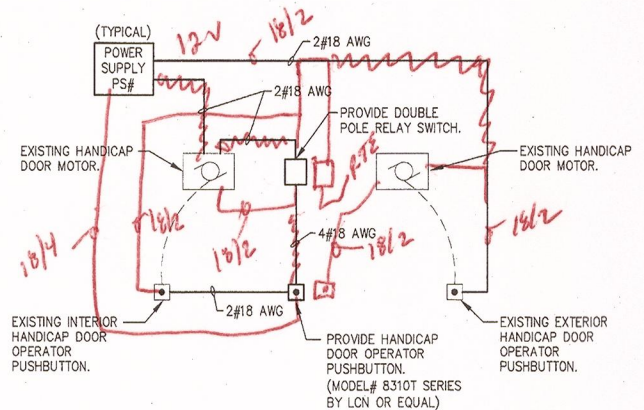 (TYPICAL)
POWER
SUPPLY
PS#
12V
18/2
2#18 AWG
2#18 AWG
PROVIDE DOUBLE
POLE RELAY SWITCH.
EXISTING HANDICAP
DOOR MOTOR.
R-TE
EXISTING HANDICAP
DOOR MOTOR.
18/4
18/2
18/2
4#18 AWG
18/2
18/2
2#18 AWG
EXISTING INTERIOR
HANDICAP DOOR
OPERATOR
PUSHBUTTON.
PROVIDE HANDICAP
DOOR OPERATOR
PUSHBUTTON.
(MODEL# 8310T SERIES
BY LCN OR EQUAL)
EXISTING EXTERIOR
HANDICAP DOOR
OPERATOR
PUSHBUTTON.